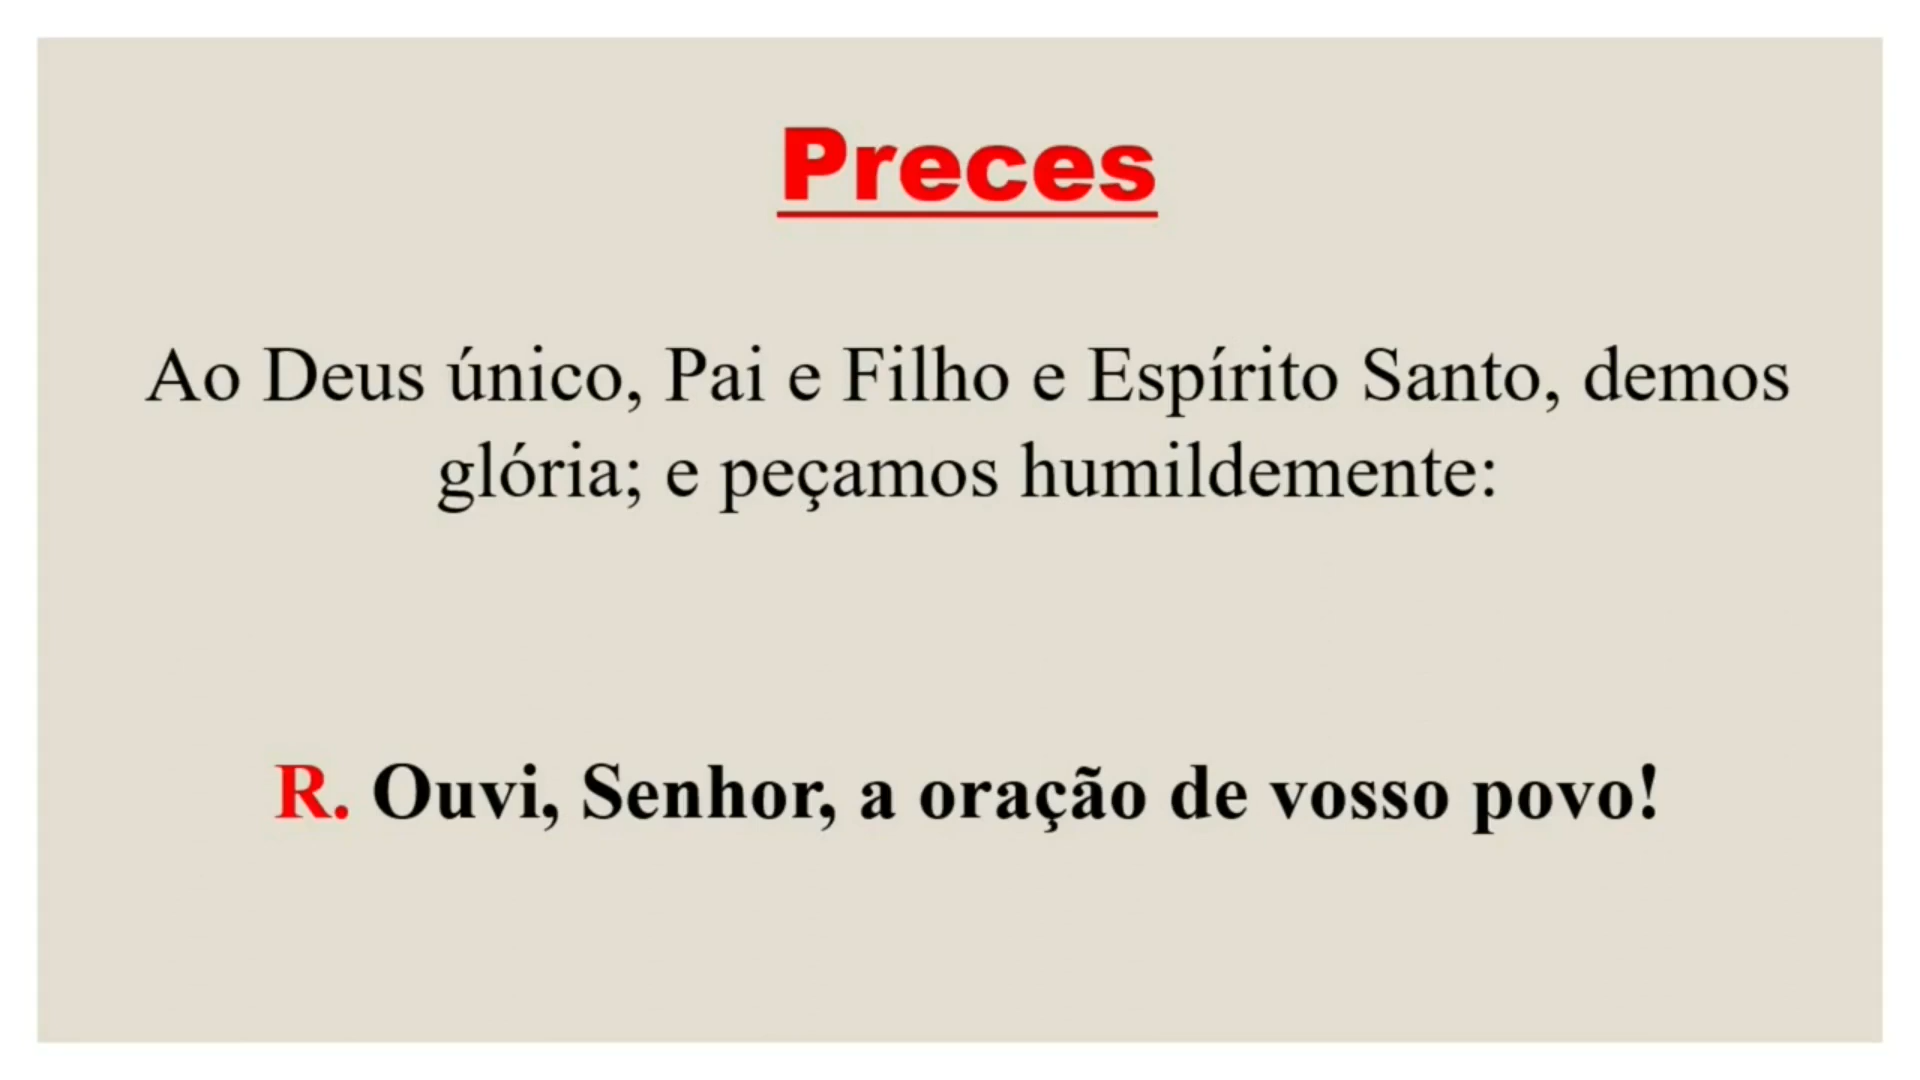 Preces
Ao Deus único, Pai e Filho e Espírito Santo, demos
glória; e peçamos humildemente:
R. Ouvi, Senhor, a oração de vosso povo!